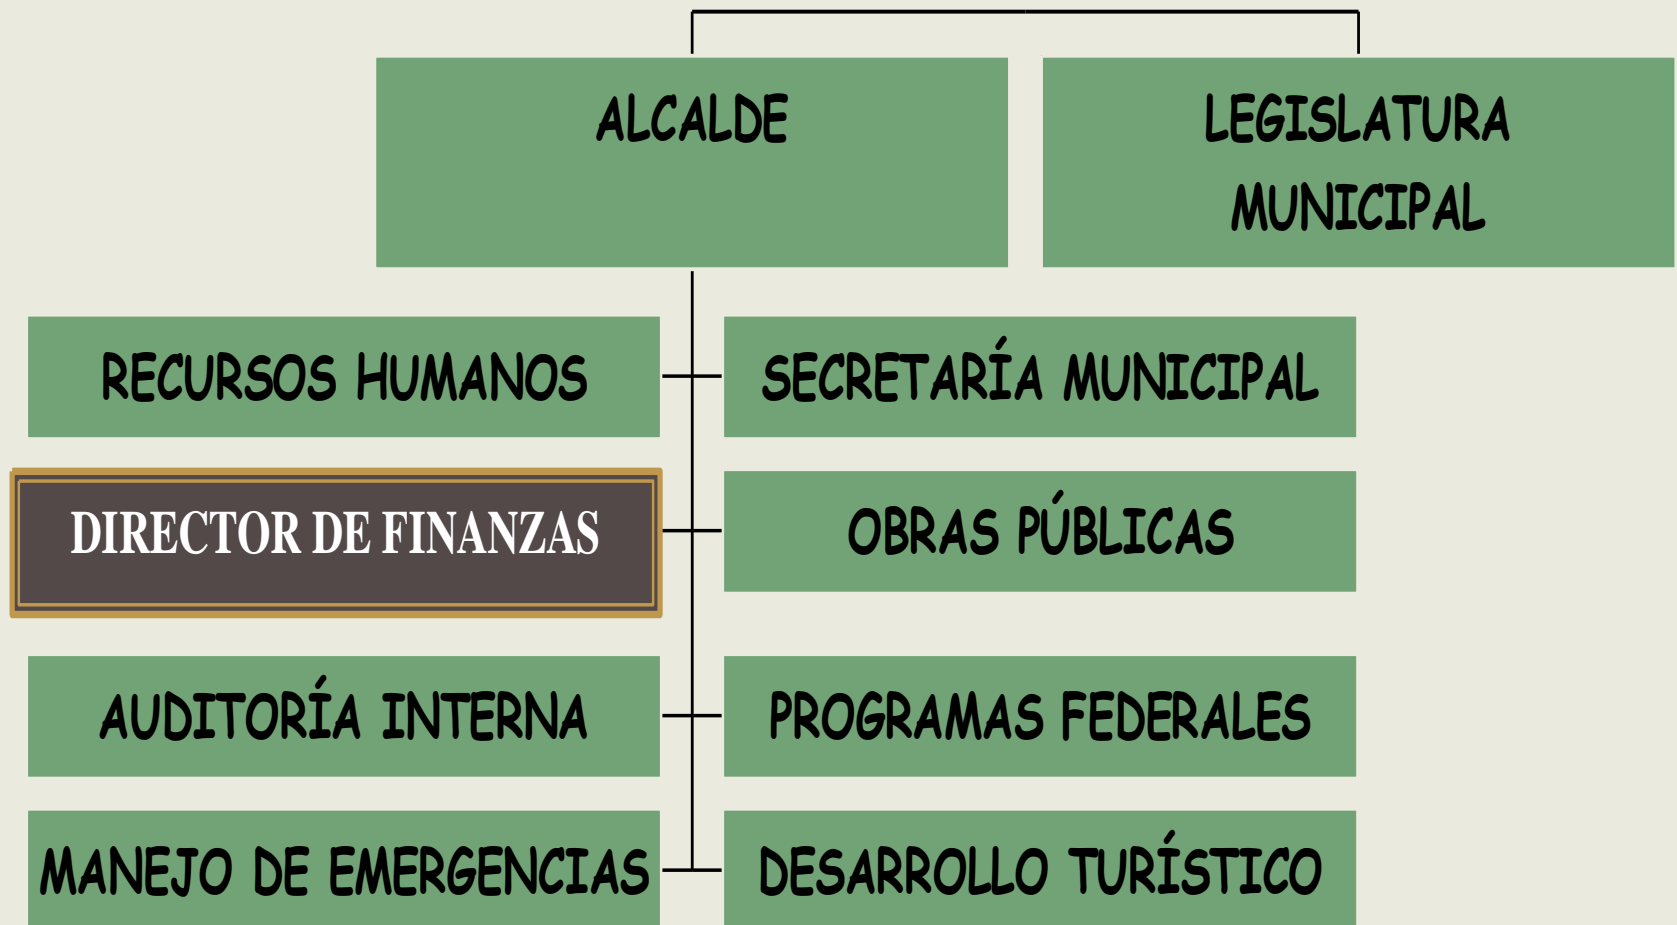 ALCALDE
LEGISLATURA
MUNICIPAL
RECURSOS HUMANOS
SECRETARÍA MUNICIPAL
DIRECTOR DE FINANZAS
OBRAS PÚBLICAS
AUDITORÍA INTERNA
PROGRAMAS FEDERALES
MANEJO DE EMERGENCIAS
DESARROLLO TURÍSTICO